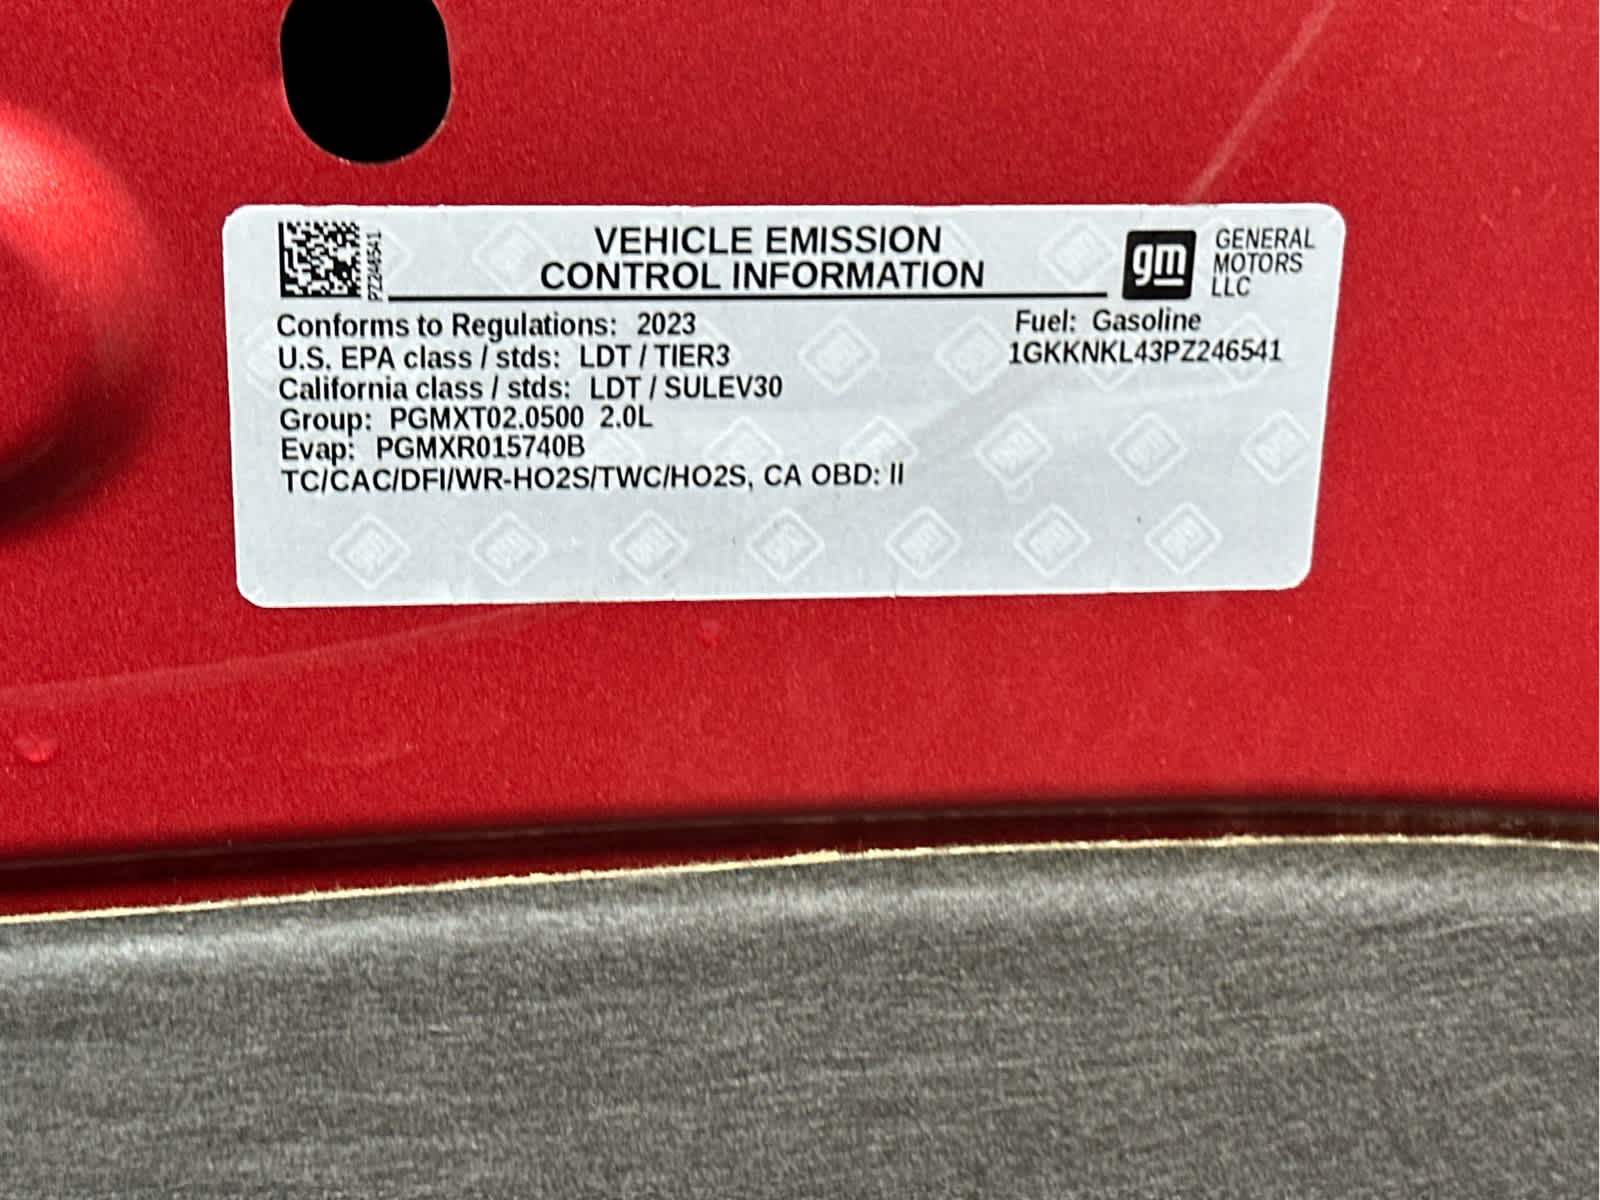 PZ246541
VEHICLE EMISSION
CONTROL INFORMATION
gm
GENERAL
MOTORS
LLC
Conforms to Regulations: 2023
Fuel: Gasoline
U.S. EPA class / stds: LDT / TIER3
1GKKNKL43PZ246541
California class / stds: LDT / SULEV30
Group: PGMXT02.0500 2.0L
Evap: PGMXR015740B
TC/CAC/DFI/WR-HO2S/TWC/HO2S, CA OBD: II